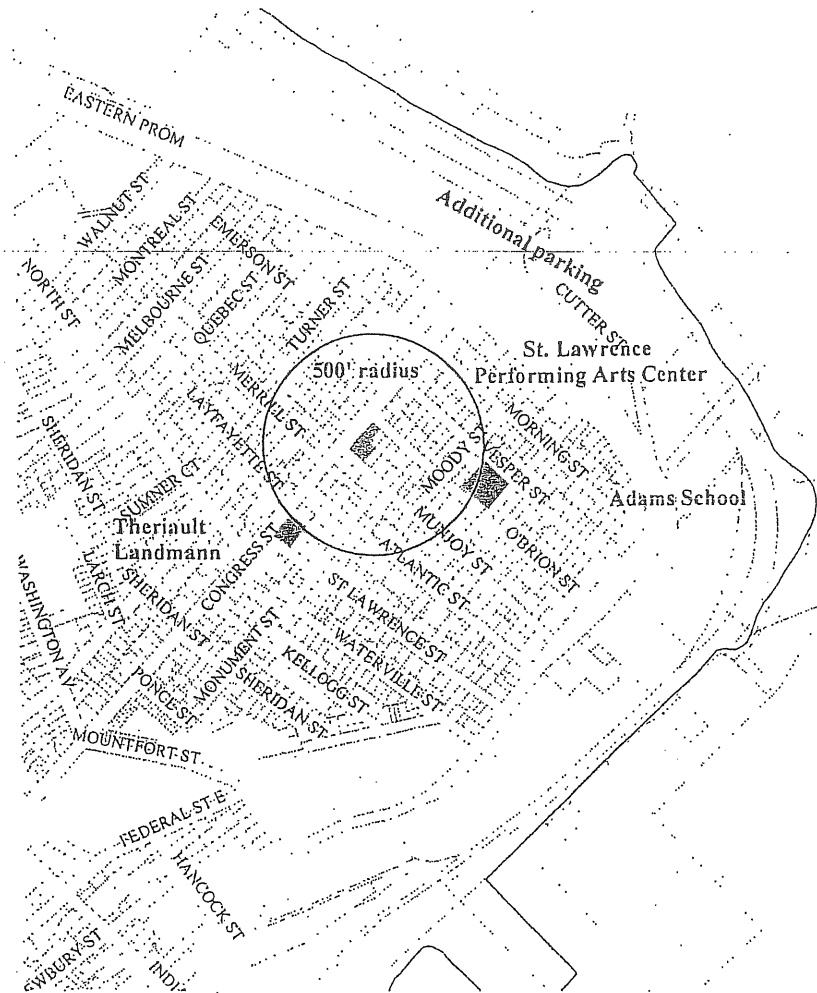 EASTERN PROM
WALNUT ST
MONTREAL ST
EMERSON ST
Additional parking
NORTH ST
MELBOURNE ST
QUEBEC ST
TURNER ST
CUTTER ST
St. Lawrence
Performing Arts Center
500' radius
MERRILL ST
LAYFAYETTE ST
MORNING ST
SHERIDAN ST
MOODY ST
VESPER ST
SUMNER CT
Adams School
Theriault
Landmann
CONGRESS ST
MUNJOY ST
O'BRION ST
ATLANTIC ST
LARCH ST
SHERIDAN ST
WASHINGTON AV
ST LAWRENCE ST
MONUMENT ST
WATERVILLE ST
KELLOGG ST
PONCE ST
SHERIDAN ST
MOUNTFORT ST
FEDERAL ST E
HANCOCK ST
EWBURY ST
INDI